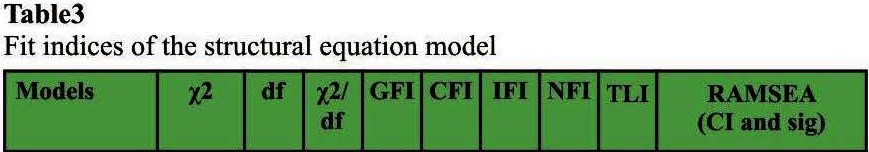 Table3
Fit indices of the structural equation model
Models χ2 df χ2/ GFI CFI IFI NFI TLI RAMSEA
df (CI and sig)